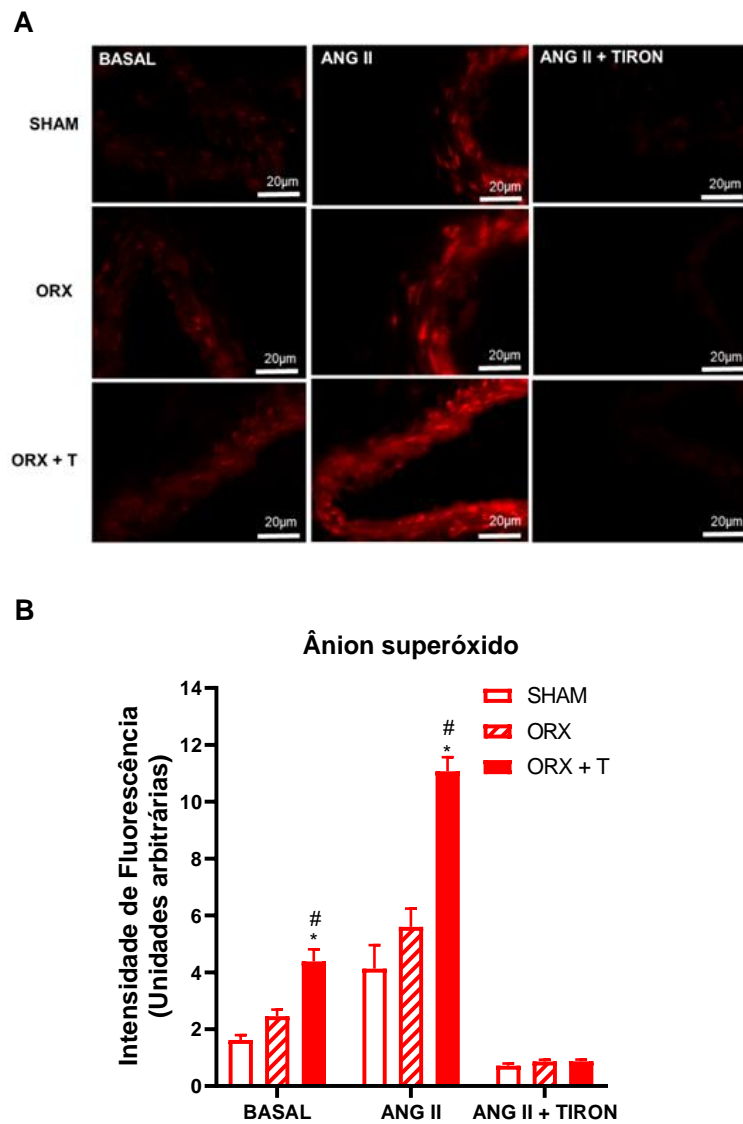 A
BASAL ANG II ANG II + TIRON
SHAM
20µm 20µm 20µm
ORX
20µm 20µm 20µm
ORX + T
20µm 20µm 20µm
B
Ânion superóxido
Intensidade de Fluorescência
(Unidades arbitrárias)
14
12
10
8
6
4
2
0
SHAM
ORX
ORX + T
#
*
#
*
BASAL ANG II ANG II + TIRON